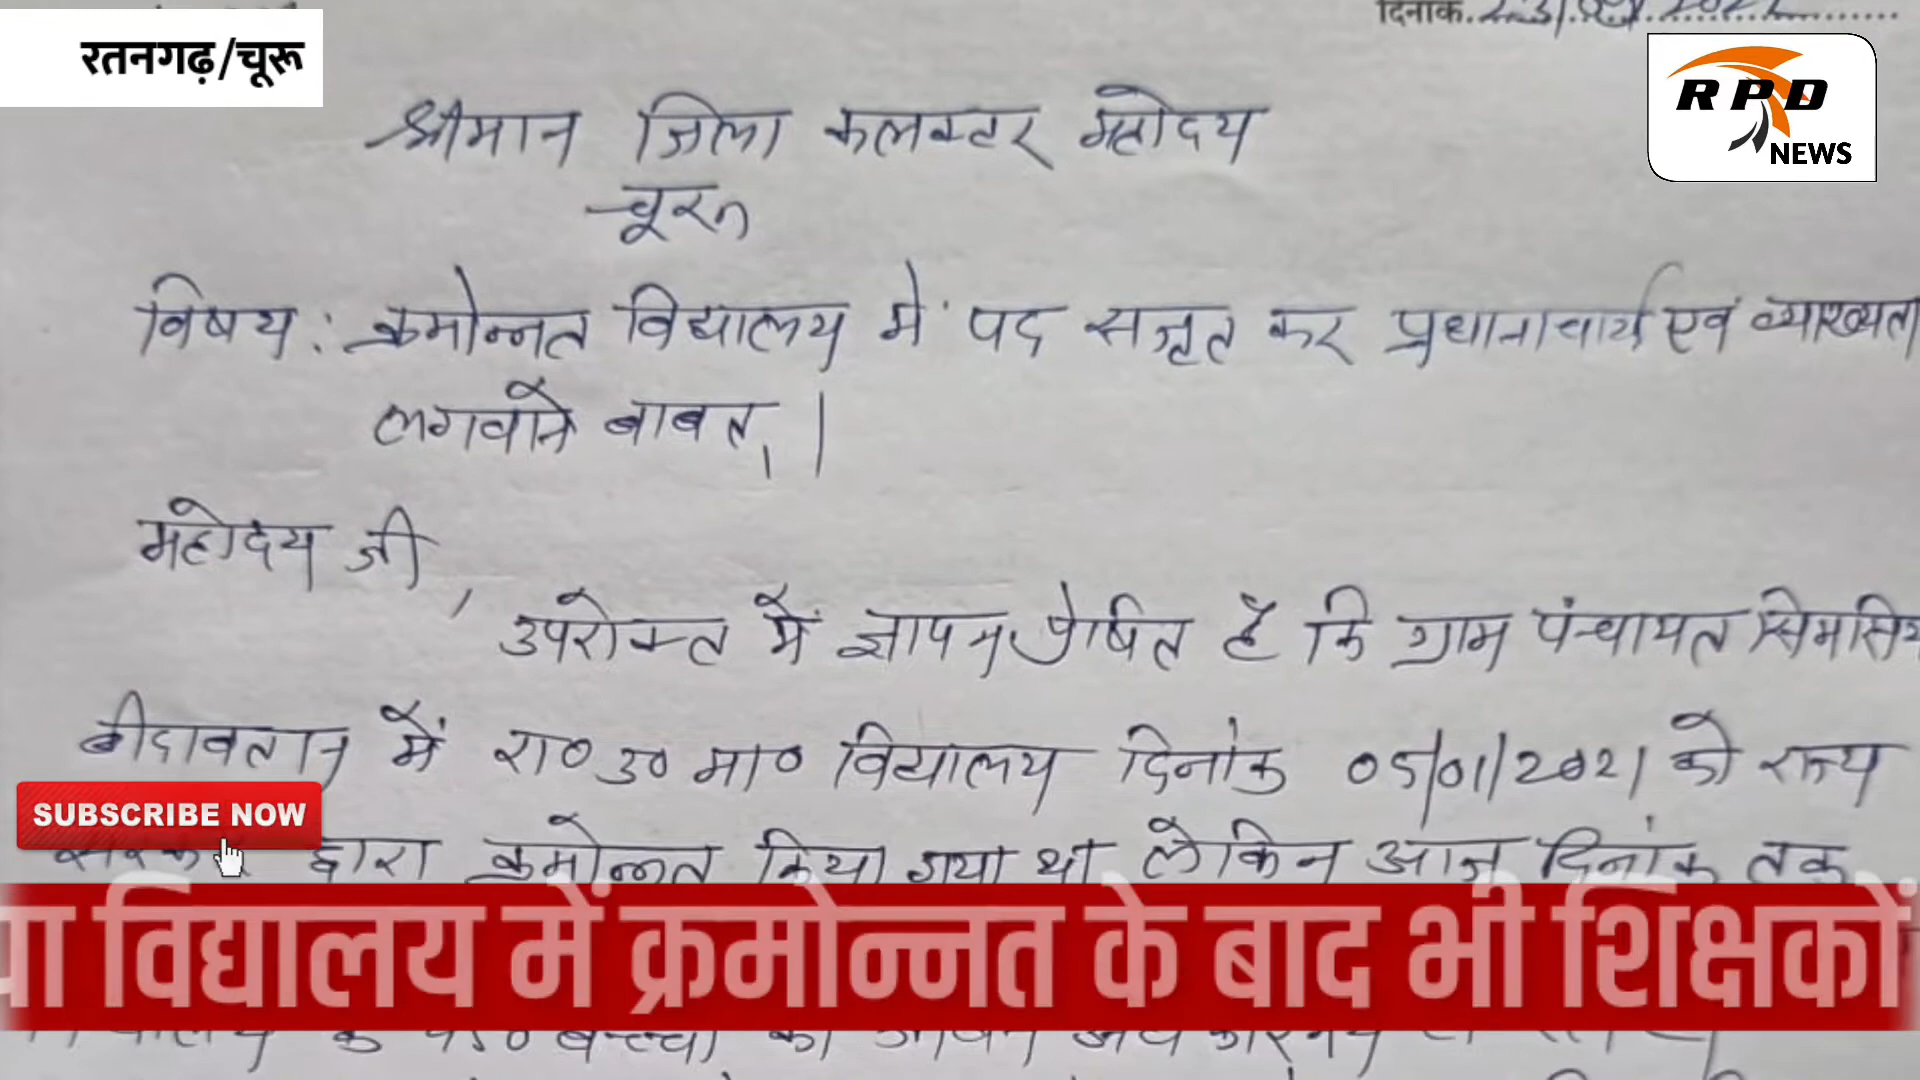 रतनगढ़/चूरू
दिनांक
RPD
NEWS
श्रीमान जिला कलक्टर महोदय
चूरू
विषय: क्रमोन्नत विद्यालय में पद सृजृत कर प्रधानाचार्य एवं व्याख्यता
लगवाने बाबत् ।
महोदय जी,
उपरोक्त में ज्ञापन प्रेषित है कि ग्राम पंचायत सिमसिय
बीदावतान में रा० उ० मा० विद्यालय दिनांक 05/01/2021 को राज्य
SUBSCRIBE NOW
द्वारा क्रमोन्नत किया गया था लेकिन आज दिनांक तक
या विद्यालय में क्रमोन्नत के बाद भी शिक्षकों